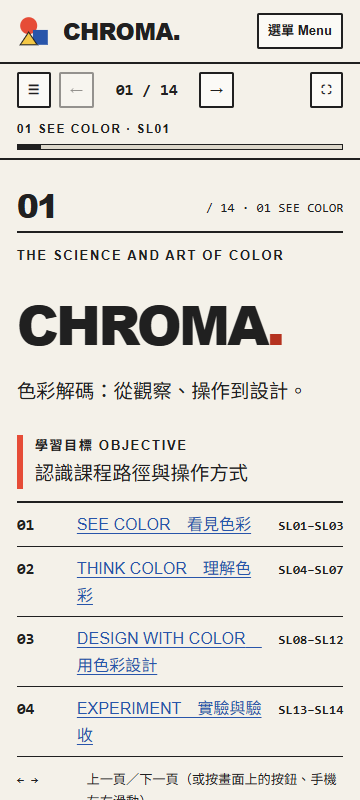 CHROMA.
選單 Menu
☰ ← 01 / 14 →
01 SEE COLOR · SL01
01
/ 14 · 01 SEE COLOR
THE SCIENCE AND ART OF COLOR
CHROMA.
色彩解碼：從觀察、操作到設計。
學習目標 OBJECTIVE
認識課程路徑與操作方式
01 SEE COLOR　看見色彩 SL01–SL03
02 THINK COLOR　理解色 SL04–SL07
彩
03 DESIGN WITH COLOR　 SL08–SL12
用色彩設計
04 EXPERIMENT　實驗與驗 SL13–SL14
收
← → 上一頁／下一頁（或按畫面上的按鈕、手機
左右滑動）